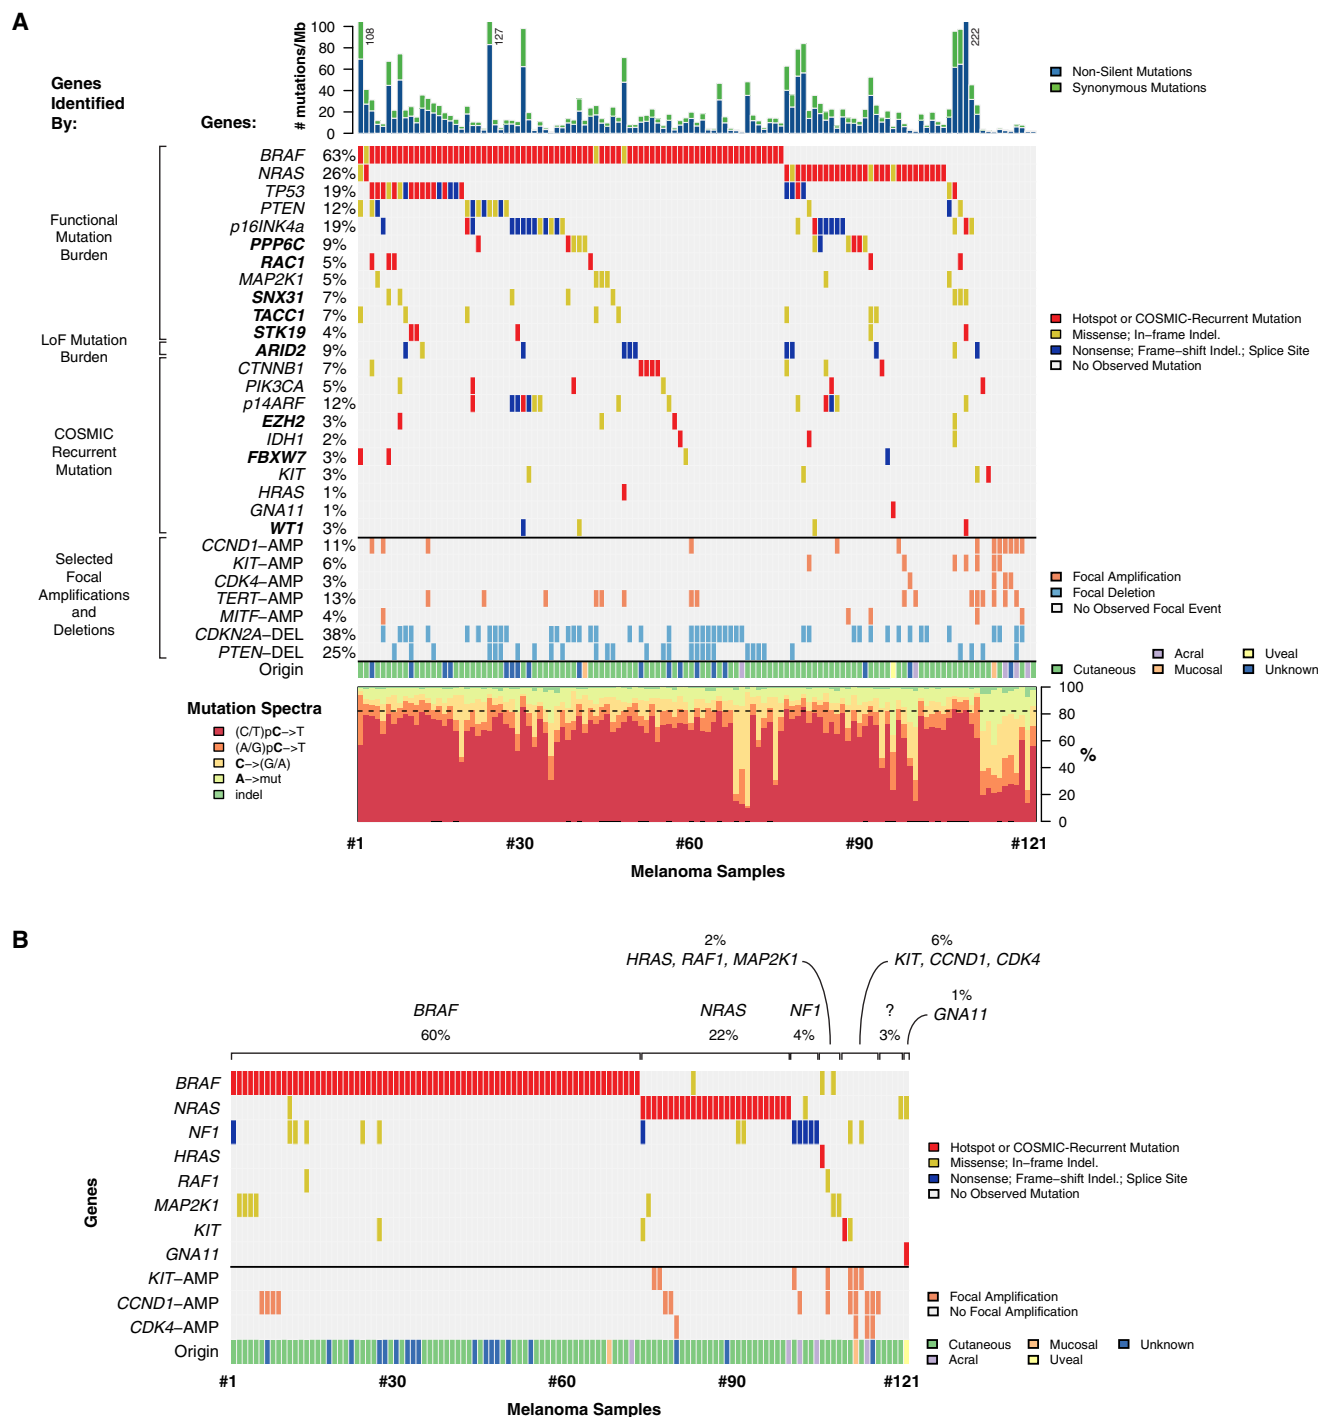 A
# mutations/Mb
100
80
60
40
20
0
108
127
222
Non-Silent Mutations
Synonymous Mutations
Genes Identified By:
Genes:
BRAF 63%
NRAS 26%
TP53 19%
PTEN 12%
p16INK4a 19%
PPP6C 9%
RAC1 5%
MAP2K1 5%
SNX31 7%
TACC1 7%
STK19 4%
ARID2 9%
CTNNB1 7%
PIK3CA 5%
p14ARF 12%
EZH2 3%
IDH1 2%
FBXW7 3%
KIT 3%
HRAS 1%
GNA11 1%
WT1 3%
CCND1–AMP 11%
KIT–AMP 6%
CDK4–AMP 3%
TERT–AMP 13%
MITF–AMP 4%
CDKN2A–DEL 38%
PTEN–DEL 25%
Origin
Functional Mutation Burden
LoF Mutation Burden
COSMIC Recurrent Mutation
Selected Focal Amplifications and Deletions
Hotspot or COSMIC-Recurrent Mutation
Missense; In–frame Indel.
Nonsense; Frame–shift Indel.; Splice Site
No Observed Mutation
Focal Amplification
Focal Deletion
No Observed Focal Event
Acral
Uveal
Cutaneous
Mucosal
Unknown
Mutation Spectra
(C/T)pC–>T
(A/G)pC–>T
C–>(G/A)
A–>mut
indel
100
80
60
40
20
0
%
#1 #30 #60 #90 #121
Melanoma Samples
B
2%
HRAS, RAF1, MAP2K1
6%
KIT, CCND1, CDK4
1%
GNA11
BRAF
60%
NRAS
22%
NF1
4%
?
3%
Genes
BRAF
NRAS
NF1
HRAS
RAF1
MAP2K1
KIT
GNA11
KIT–AMP
CCND1–AMP
CDK4–AMP
Origin
Hotspot or COSMIC-Recurrent Mutation
Missense; In–frame Indel.
Nonsense; Frame–shift Indel.; Splice Site
No Observed Mutation
Focal Amplification
No Focal Amplification
Cutaneous
Mucosal
Unknown
Acral
Uveal
#1 #30 #60 #90 #121
Melanoma Samples